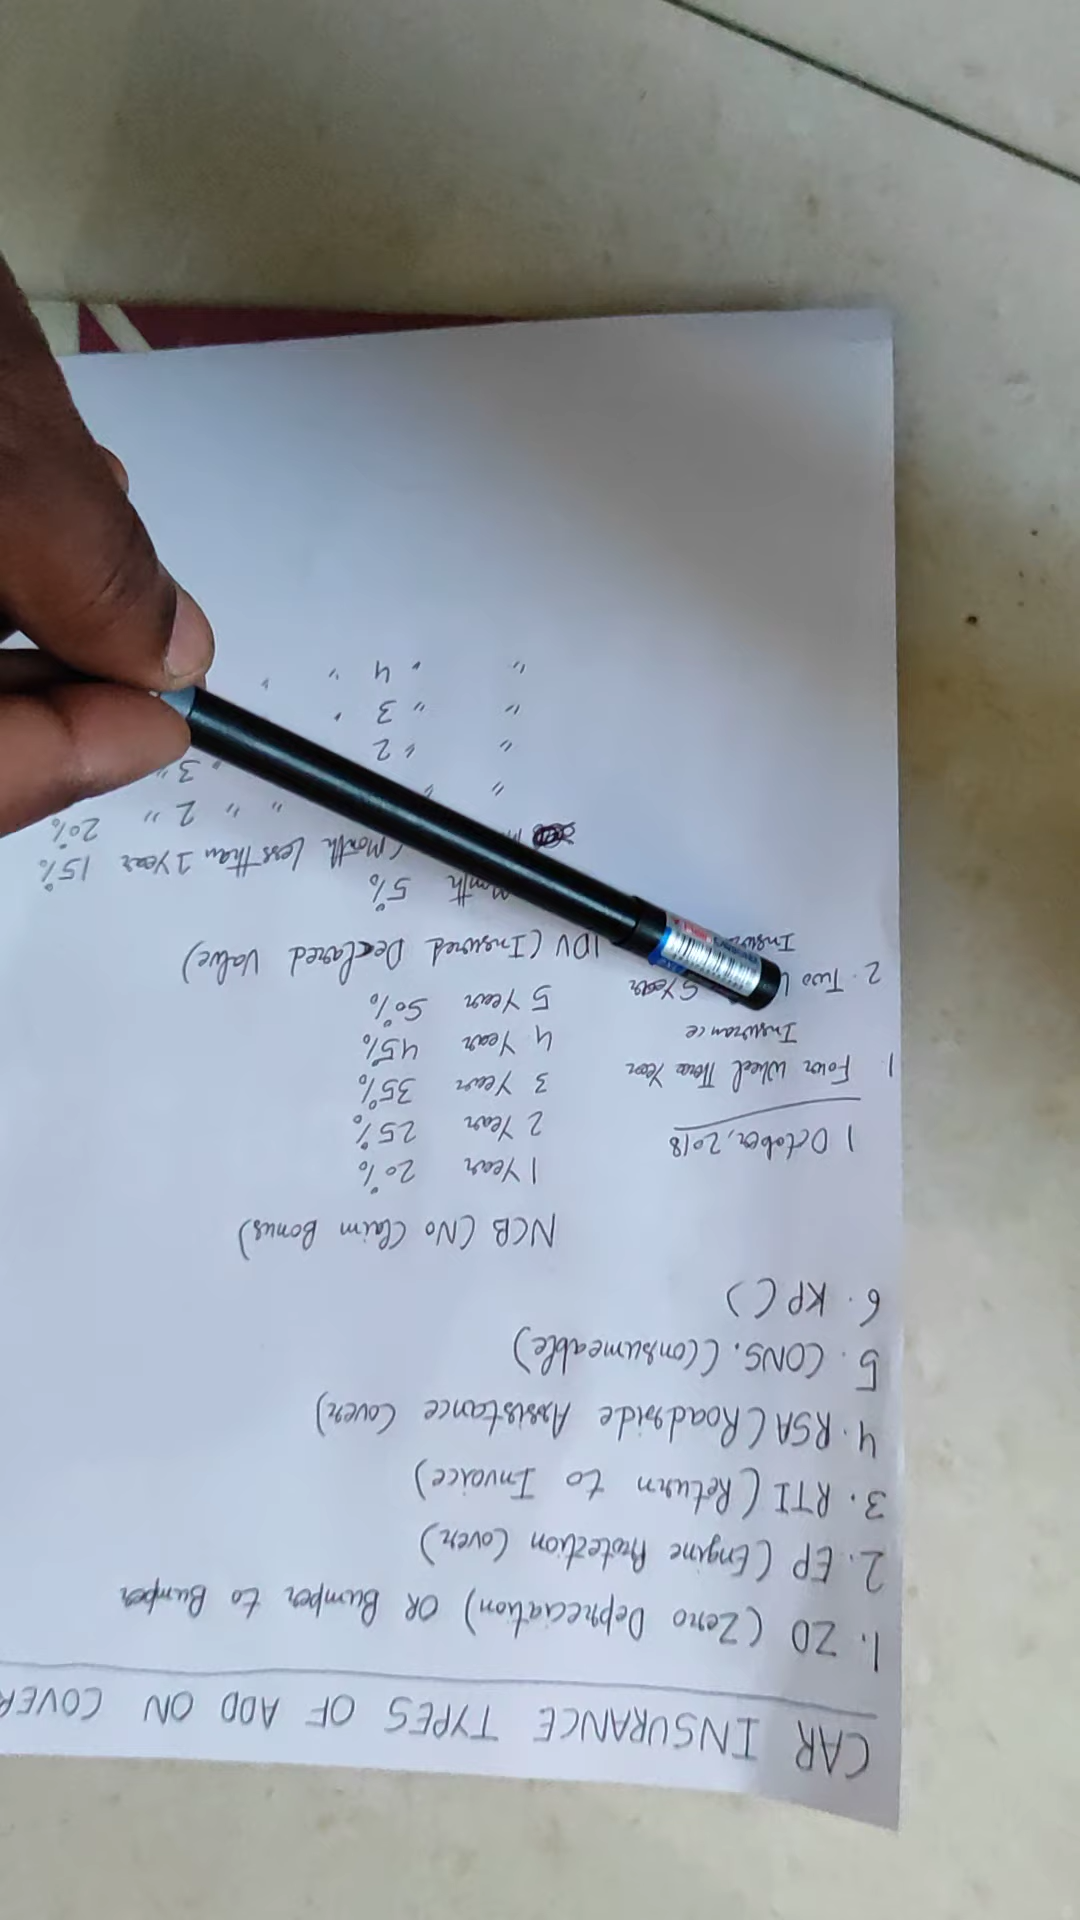 CAR INSURANCE TYPES OF ADD ON COVER
1. ZD (Zero Depreciation) OR Bumper to Bumper
2. EP (Engine Protection Cover)
3. RTI (Return to Invoice)
4. RSA (Roadside Assistance Cover)
5. CONS. (Consumeable)
6. KP ( )
NCB (No Claim Bonus)
1 Year 20%
2 Year 25%
3 Year 35%
4 Year 45%
5 Year 50%
1 October, 2018
1. Four Wheel Three Year
Insurance
2. Two 5 Year
IDV (Insured Declared Value)
Month 5%
(Month Less than 1 Year 15%
" " 2 " 20%
" " 3 "
" " 2
" " 3 "
" " 4 " "